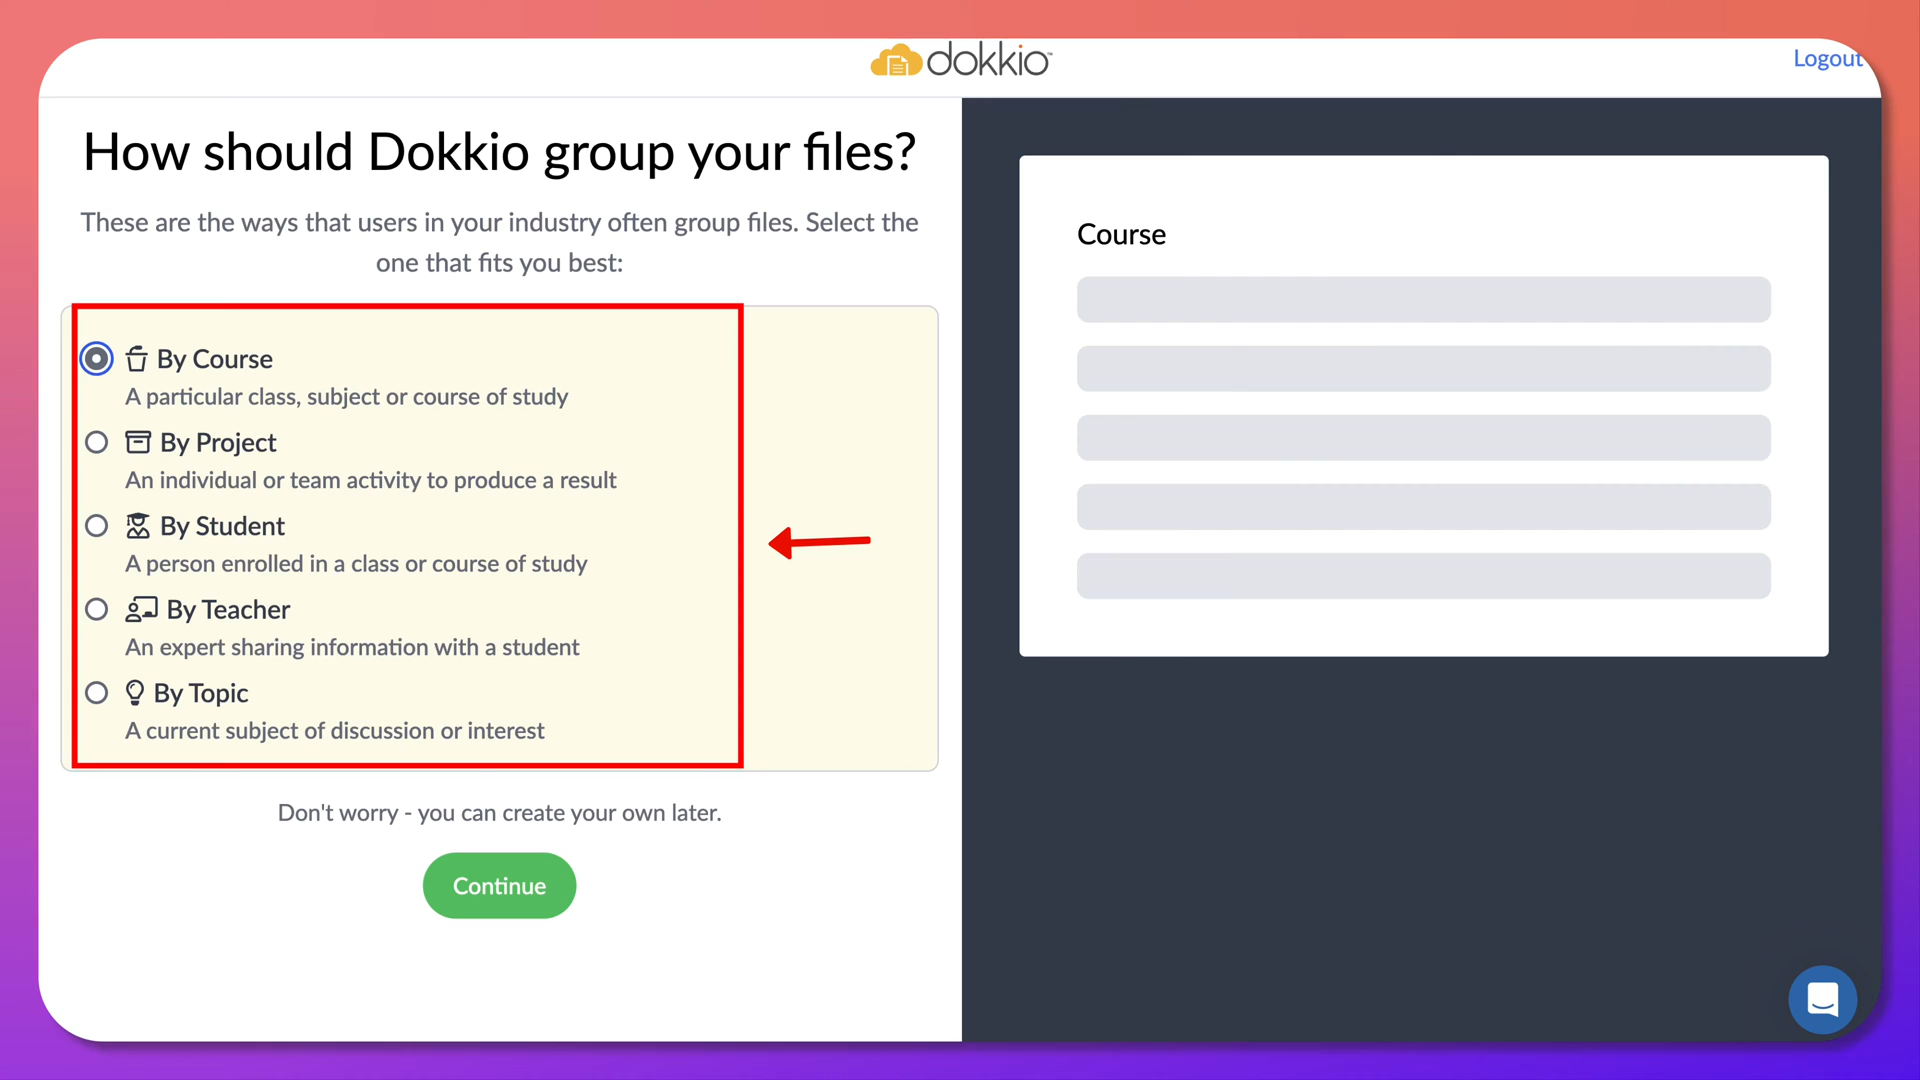 dokkio™
Logout
How should Dokkio group your files?
These are the ways that users in your industry often group files. Select the
one that fits you best:
By Course
A particular class, subject or course of study
By Project
An individual or team activity to produce a result
By Student
A person enrolled in a class or course of study
By Teacher
An expert sharing information with a student
By Topic
A current subject of discussion or interest
Don't worry - you can create your own later.
Continue
Course